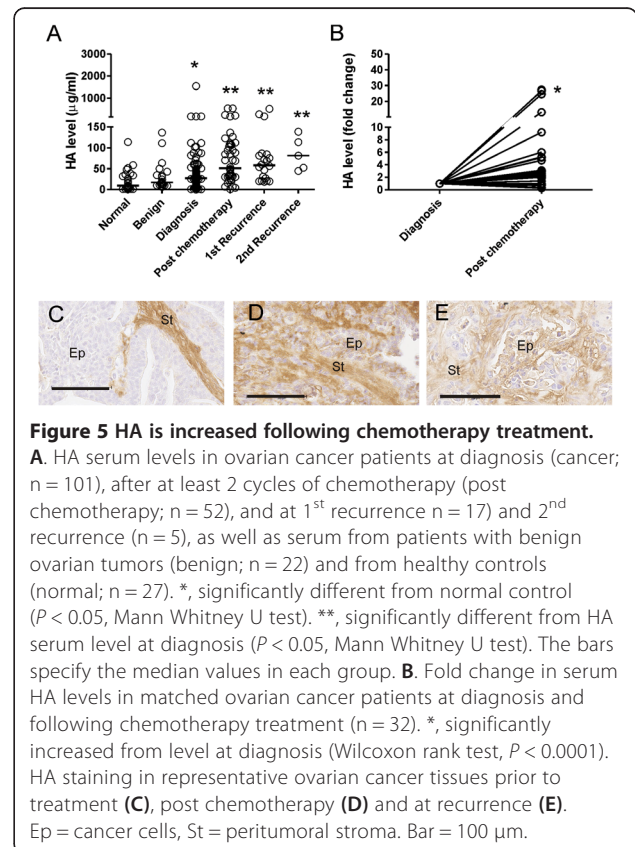 A
B
HA level (μg/ml)
3000
2000
1000
150
100
50
0
*
**
**
**
Normal
Benign
Diagnosis
Post chemotherapy
1st Recurrence
2nd Recurrence
HA level (fold change)
50
40
30
20
10
12
10
8
6
4
2
0
*
Diagnosis
Post chemotherapy
C
Ep
St
D
Ep
St
E
Ep
St
Figure 5 HA is increased following chemotherapy treatment.
A. HA serum levels in ovarian cancer patients at diagnosis (cancer;
n = 101), after at least 2 cycles of chemotherapy (post
chemotherapy; n = 52), and at 1st recurrence n = 17) and 2nd
recurrence (n = 5), as well as serum from patients with benign
ovarian tumors (benign; n = 22) and from healthy controls
(normal; n = 27). *, significantly different from normal control
(P < 0.05, Mann Whitney U test). **, significantly different from HA
serum level at diagnosis (P < 0.05, Mann Whitney U test). The bars
specify the median values in each group. B. Fold change in serum
HA levels in matched ovarian cancer patients at diagnosis and
following chemotherapy treatment (n = 32). *, significantly
increased from level at diagnosis (Wilcoxon rank test, P < 0.0001).
HA staining in representative ovarian cancer tissues prior to
treatment (C), post chemotherapy (D) and at recurrence (E).
Ep = cancer cells, St = peritumoral stroma. Bar = 100 μm.